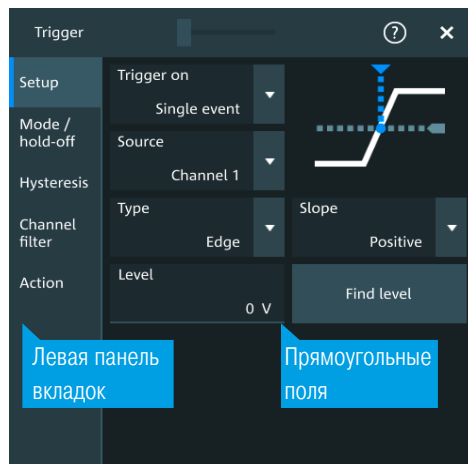 Trigger
?
×
Setup
Mode /
hold-off
Hysteresis
Channel
filter
Action
Trigger on
Single event
Source
Channel 1
Type
Edge
Slope
Positive
Level
0 V
Find level
Левая панель
вкладок
Прямоугольные
поля